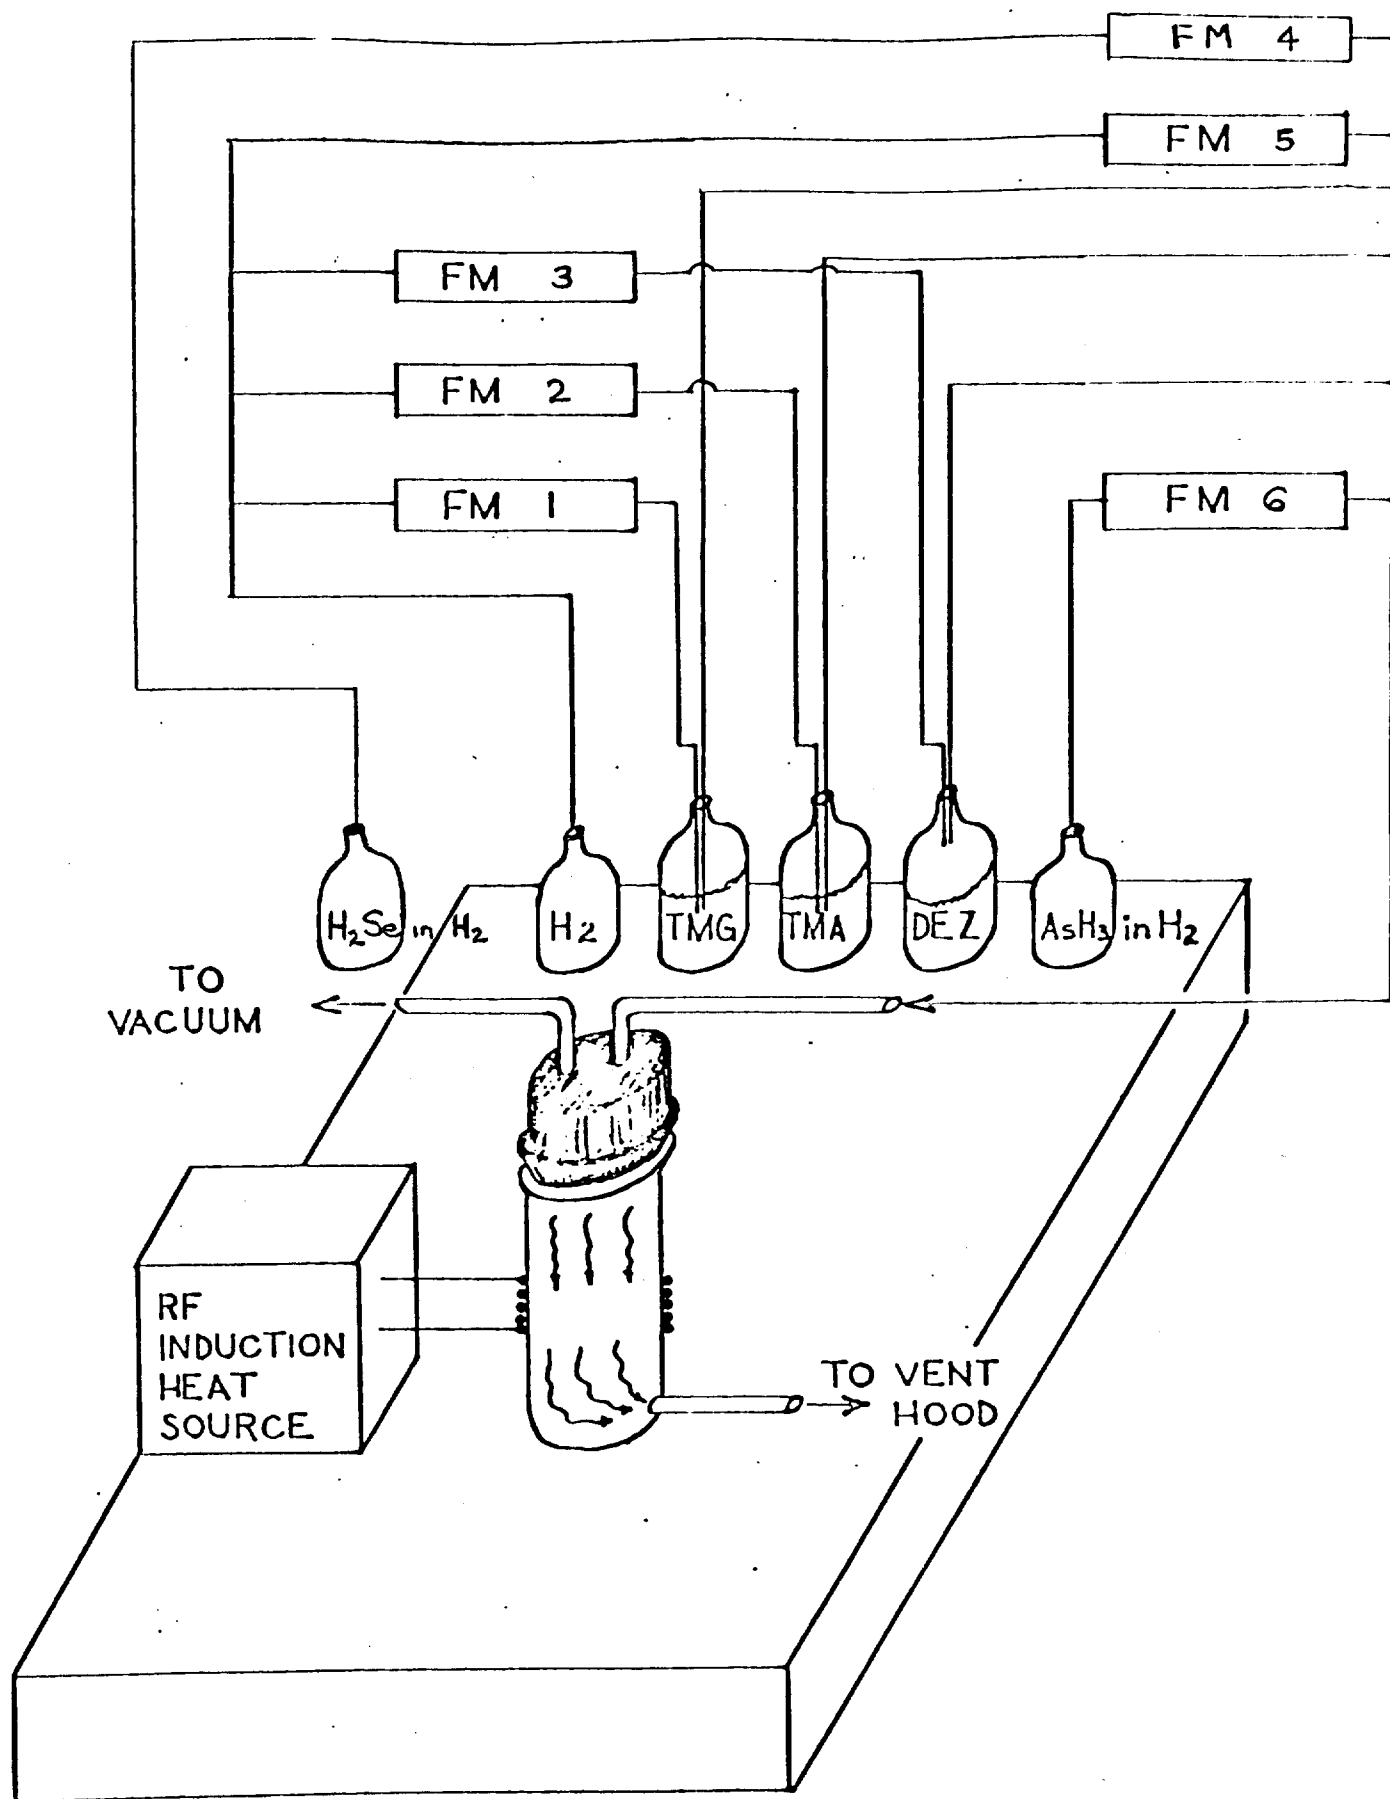 FM 4
FM 5
FM 3
FM 2
FM 1
FM 6
H₂Se in H₂
H₂
TMG
TMA
DEZ
AsH₃ in H₂
TO
VACUUM
RF
INDUCTION
HEAT
SOURCE
TO VENT
HOOD